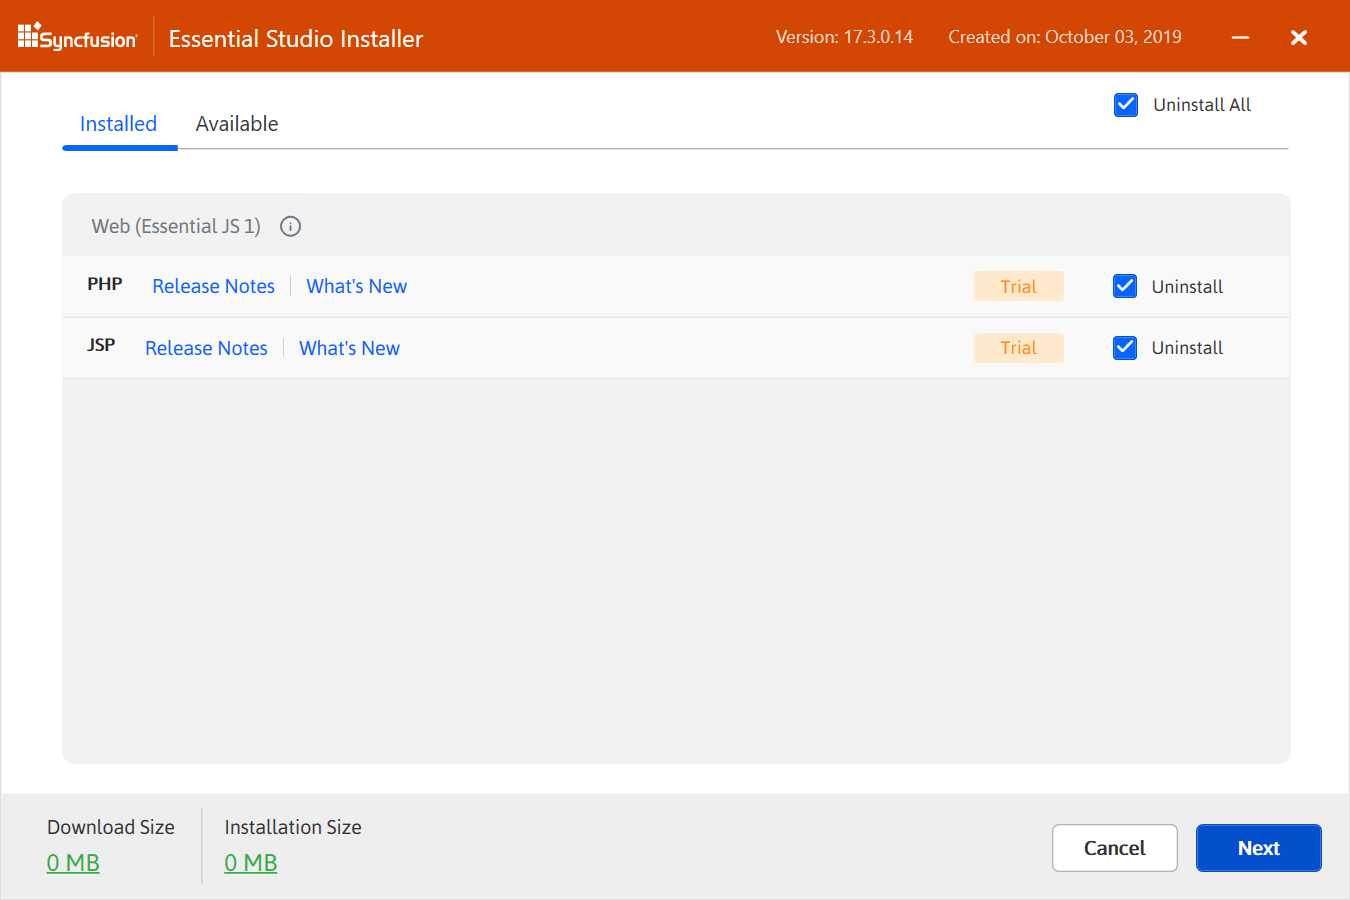 Syncfusion Essential Studio Installer Version: 17.3.0.14 Created on: October 03, 2019
Installed Available Uninstall All
Web (Essential JS 1)
PHP Release Notes What's New Trial Uninstall
JSP Release Notes What's New Trial Uninstall
Download Size Installation Size
0 MB 0 MB
Cancel Next